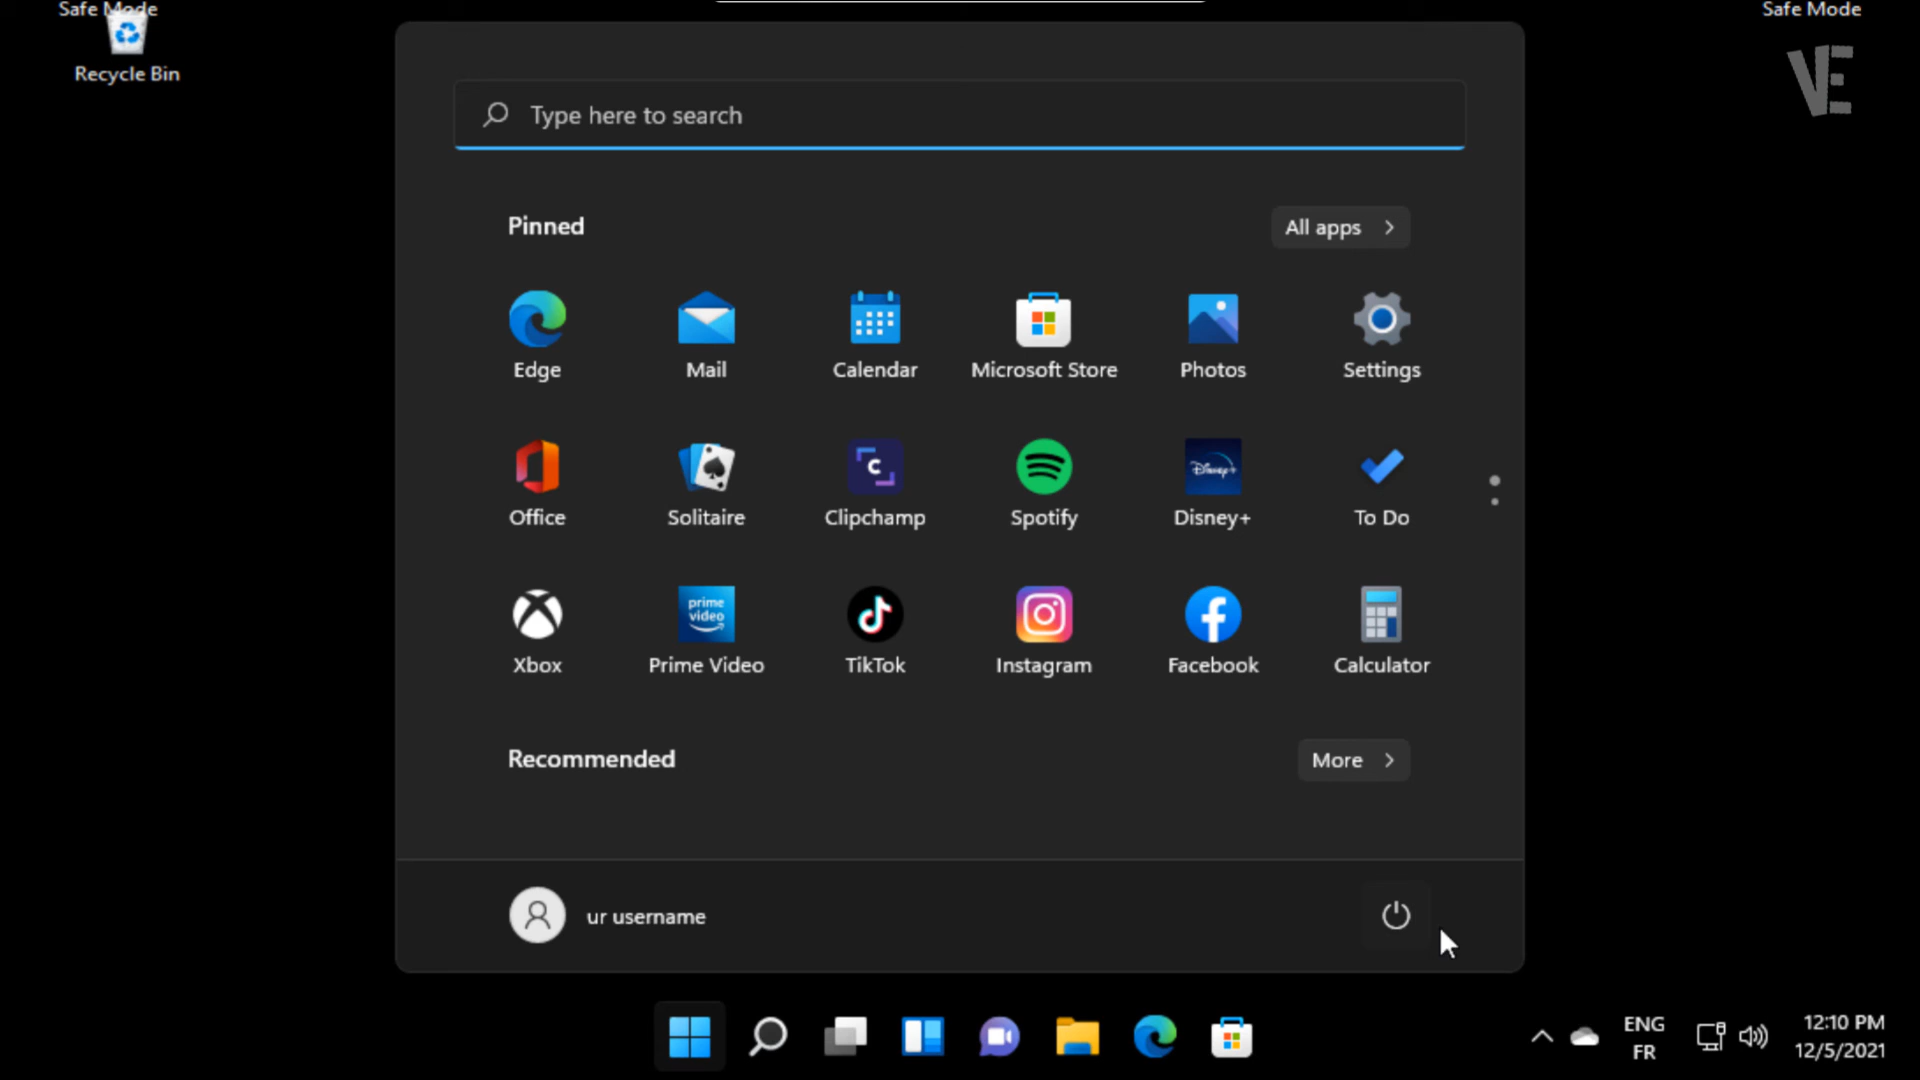 Safe Mode
Safe Mode
Recycle Bin
VE
Type here to search
Pinned
All apps
Edge
Mail
Calendar
Microsoft Store
Photos
Settings
Office
Solitaire
C
Clipchamp
Spotify
Disney+
Disney+
To Do
prime video
Xbox
Prime Video
TikTok
Instagram
Facebook
Calculator
Recommended
More
ur username
ENG
FR
12:10 PM
12/5/2021